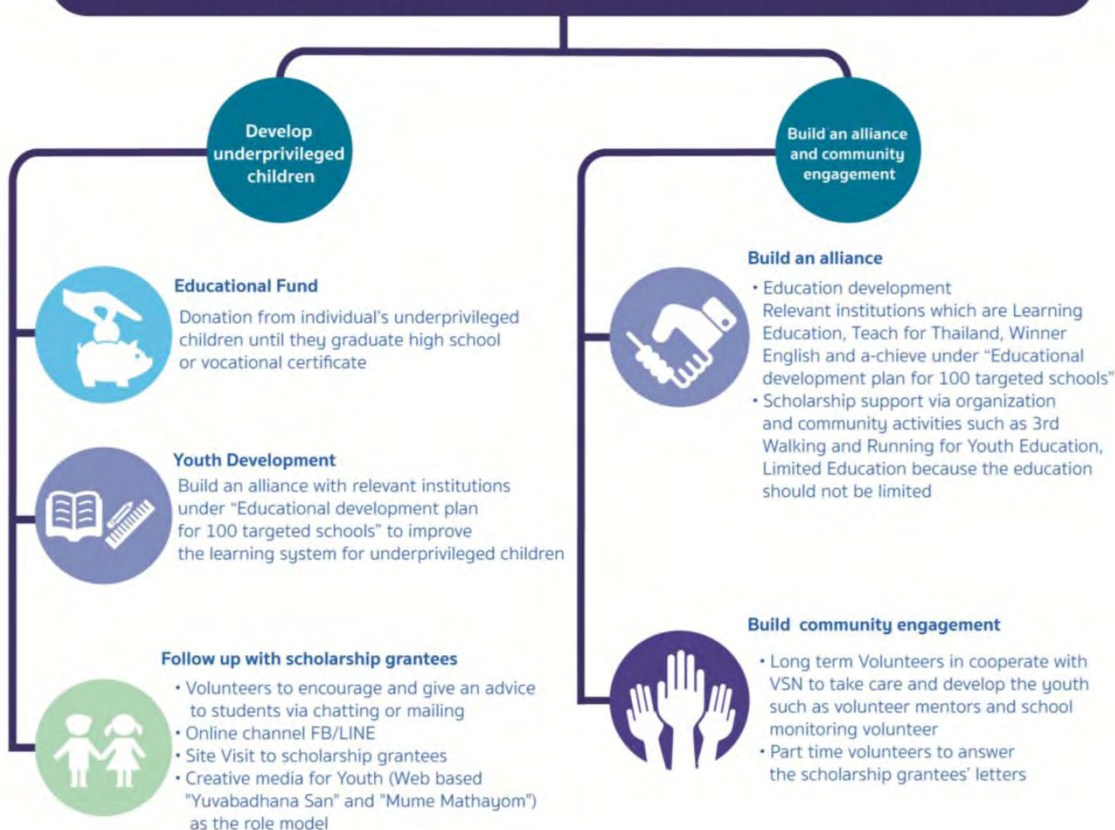 Develop
underprivileged
children
Educational Fund
Donation from individual's underprivileged
children until they graduate high school
or vocational certificate
Youth Development
Build an alliance with relevant institutions
under “Educational development plan
for 100 targeted schools” to improve
the learning system for underprivileged children
Follow up with scholarship grantees
• Volunteers to encourage and give an advice
to students via chatting or mailing
• Online channel FB/LINE
• Site Visit to scholarship grantees
• Creative media for Youth (Web based
"Yuvabadhana San" and "Mume Mathayom")
as the role model
Build an alliance
and community
engagement
Build an alliance
• Education development
Relevant institutions which are Learning
Education, Teach for Thailand, Winner
English and a-chieve under “Educational
development plan for 100 targeted schools”
• Scholarship support via organization
and community activities such as 3rd
Walking and Running for Youth Education,
Limited Education because the education
should not be limited
Build community engagement
• Long term Volunteers in cooperate with
VSN to take care and develop the youth
such as volunteer mentors and school
monitoring volunteer
• Part time volunteers to answer
the scholarship grantees' letters